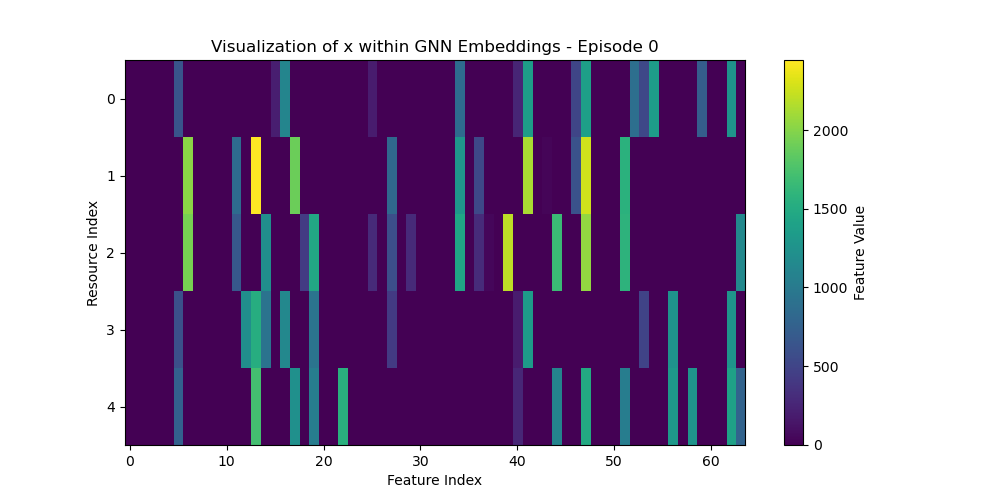 Visualization of x within GNN Embeddings - Episode 0
Resource Index
0
1
2
3
4
0 10 20 30 40 50 60
Feature Index
2000
1500
1000
500
0
Feature Value